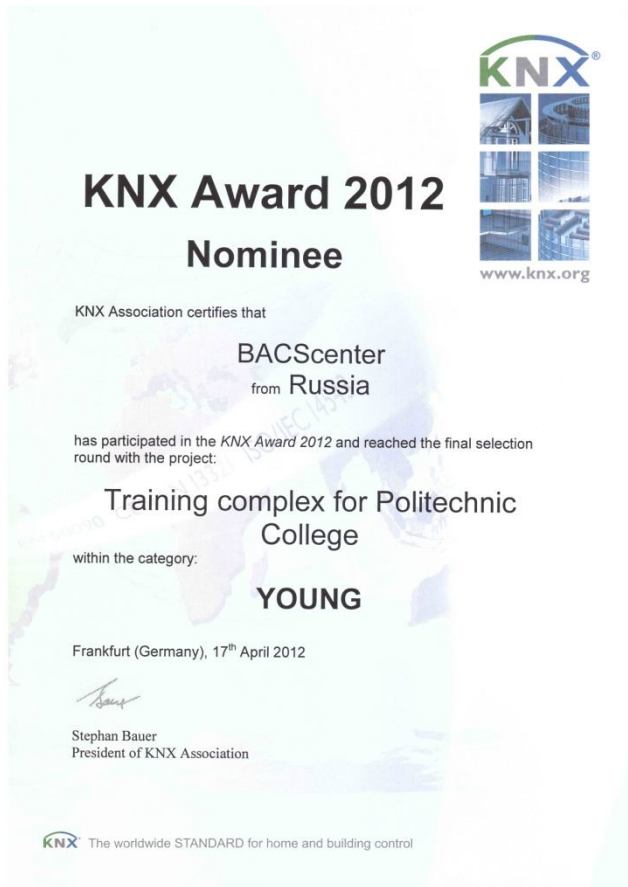 KNX®
www.knx.org
KNX Award 2012
Nominee
KNX Association certifies that
BACScenter
from Russia
has participated in the KNX Award 2012 and reached the final selection
round with the project:
Training complex for Politechnic
College
within the category:
YOUNG
Frankfurt (Germany), 17th April 2012
Stephan Bauer
President of KNX Association
KNX The worldwide STANDARD for home and building control